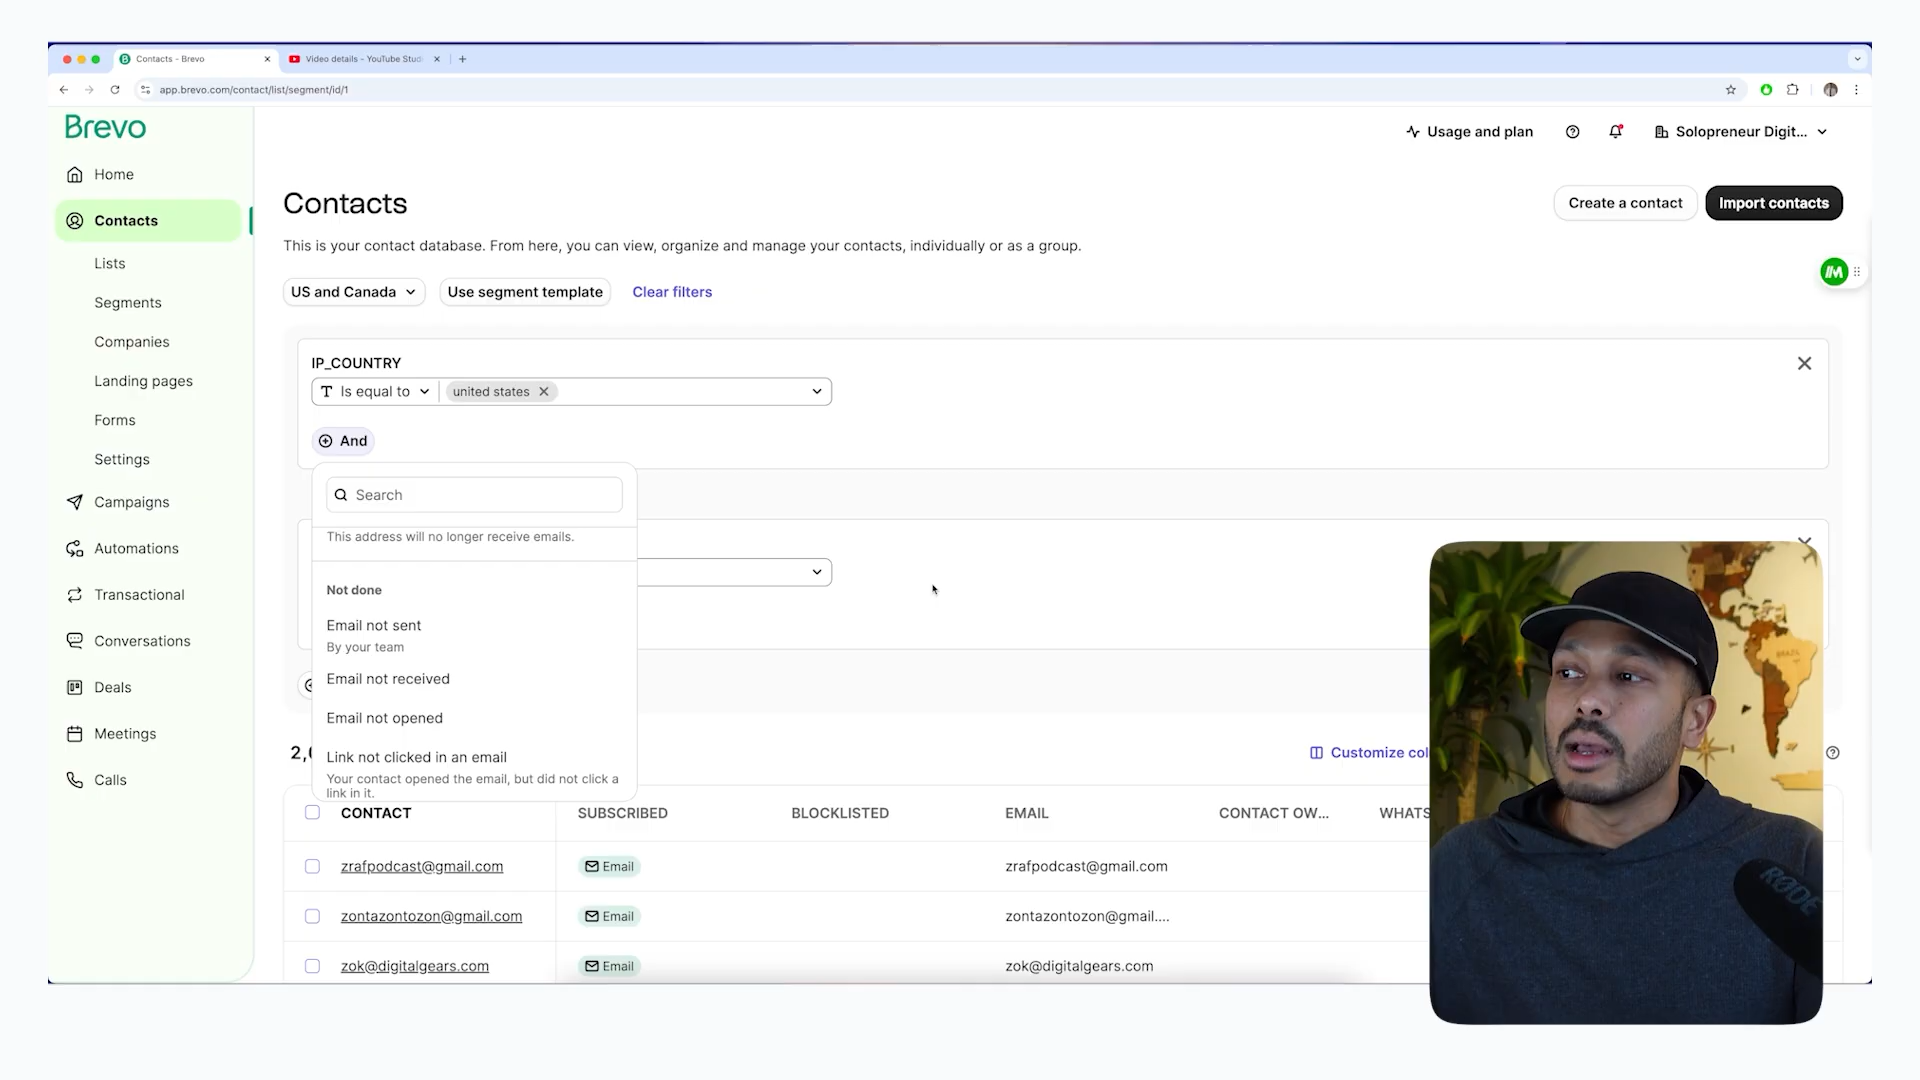 Contacts - Brevo
Video details - YouTube Stud
app.brevo.com/contact/list/segment/id/1
Brevo
Usage and plan
Solopreneur Digit...
Home
Contacts
Lists
Segments
Companies
Landing pages
Forms
Settings
Campaigns
Automations
Transactional
Conversations
Deals
Meetings
Calls
Contacts
Create a contact
Import contacts
This is your contact database. From here, you can view, organize and manage your contacts, individually or as a group.
US and Canada
Use segment template
Clear filters
IP_COUNTRY
T Is equal to
united states
And
Search
This address will no longer receive emails.
Not done
Email not sent
By your team
Email not received
Email not opened
Link not clicked in an email
Your contact opened the email, but did not click a
link in it.
2,
Customize col
CONTACT SUBSCRIBED BLOCKLISTED EMAIL CONTACT OW... WHATS
zrafpodcast@gmail.com Email zrafpodcast@gmail.com
zontazontozon@gmail.com Email zontazontozon@gmail....
zok@digitalgears.com Email zok@digitalgears.com
BRAZIL
RØDE